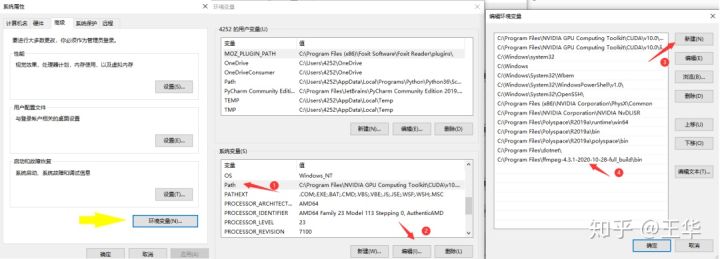 系统属性
计算机名
硬件
高级
系统保护
远程
要进行大多数更改，你必须作为管理员登录。
性能
视觉效果，处理器计划，内存使用，以及虚拟内存
设置(S)...
用户配置文件
与登录帐户相关的桌面设置
设置(E)...
启动和故障恢复
系统启动、系统故障和调试信息
设置(T)...
环境变量(N)...
确定
取消
应用(A)
环境变量
4252 的用户变量(U)
变量
值
MOZ_PLUGIN_PATH
C:\Program Files (x86)\Foxit Software\Foxit Reader\plugins\
OneDrive
C:\Users\4252\OneDrive
OneDriveConsumer
C:\Users\4252\OneDrive
Path
C:\Users\4252\AppData\Local\Programs\Python\Python36\Sc...
PyCharm Community Edition
C:\Program Files\JetBrains\PyCharm Community Edition 2019....
TEMP
C:\Users\4252\AppData\Local\Temp
TMP
C:\Users\4252\AppData\Local\Temp
新建(N)...
编辑(E)...
删除(D)
系统变量(S)
变量
值
OS
Windows_NT
Path
C:\Program Files\NVIDIA GPU Computing Toolkit\CUDA\v10....
PATHEXT
.COM;.EXE;.BAT;.CMD;.VBS;.VBE;.JS;.JSE;.WSF;.WSH;.MSC
PROCESSOR_ARCHITECT...
AMD64
PROCESSOR_IDENTIFIER
AMD64 Family 23 Model 113 Stepping 0, AuthenticAMD
PROCESSOR_LEVEL
23
PROCESSOR_REVISION
7100
新建(W)...
编辑(I)...
删除(L)
确定
取消
编辑环境变量
C:\Program Files\NVIDIA GPU Computing Toolkit\CUDA\v10.0\...
C:\Program Files\NVIDIA GPU Computing Toolkit\CUDA\v10.0\li...
C:\Windows\system32
C:\Windows
C:\Windows\System32\Wbem
C:\Windows\System32\WindowsPowerShell\v1.0\
C:\Windows\System32\OpenSSH\
C:\Program Files (x86)\NVIDIA Corporation\PhysX\Common
C:\Program Files\NVIDIA Corporation\NVIDIA NvDLISR
C:\Program Files\Polyspace\R2019a\runtime\win64
C:\Program Files\Polyspace\R2019a\bin
C:\Program Files\Polyspace\R2019a\polyspace\bin
C:\Program Files\dotnet\
C:\Program Files\ffmpeg-4.3.1-2020-10-28-full_build\bin
新建(N)
编辑(E)
浏览(B)...
删除(D)
上移(U)
下移(O)
编辑文本(T)...
确定
取消
1
2
3
4
知乎 @王华